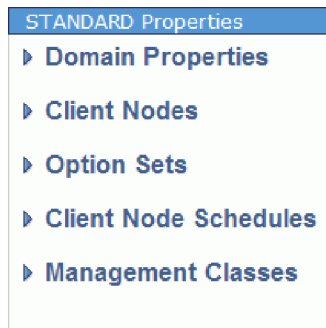 STANDARD Properties
Domain Properties
Client Nodes
Option Sets
Client Node Schedules
Management Classes